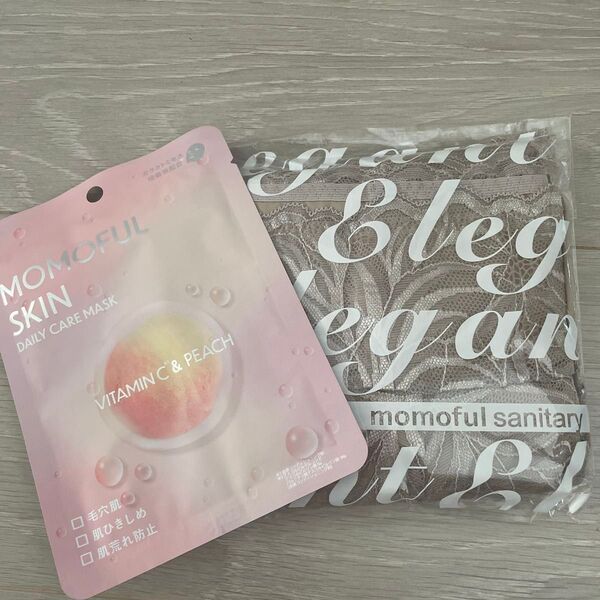 MOMOFUL
SKIN
DAILY CARE MASK
VITAMIN C & PEACH
毛穴肌
肌ひきしめ
肌荒れ防止
egant
Eleg
legan
momoful sanitary
nt El